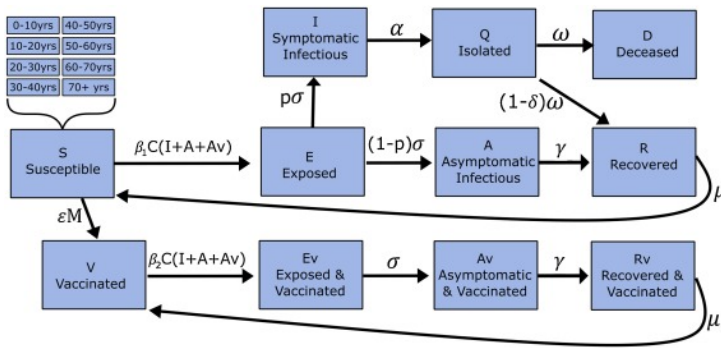 0-10yrs 40-50yrs
10-20yrs 50-60yrs
20-30yrs 60-70yrs
30-40yrs 70+ yrs
I
Symptomatic
Infectious
α
Q
Isolated
ω
D
Deceased
pσ
(1-δ)ω
S
Susceptible
β₁C(I+A+Av)
E
Exposed
(1-p)σ
A
Asymptomatic
Infectious
γ
R
Recovered
μ
εM
V
Vaccinated
β₂C(I+A+Av)
Ev
Exposed &
Vaccinated
σ
Av
Asymptomatic
& Vaccinated
γ
Rv
Recovered &
Vaccinated
μ